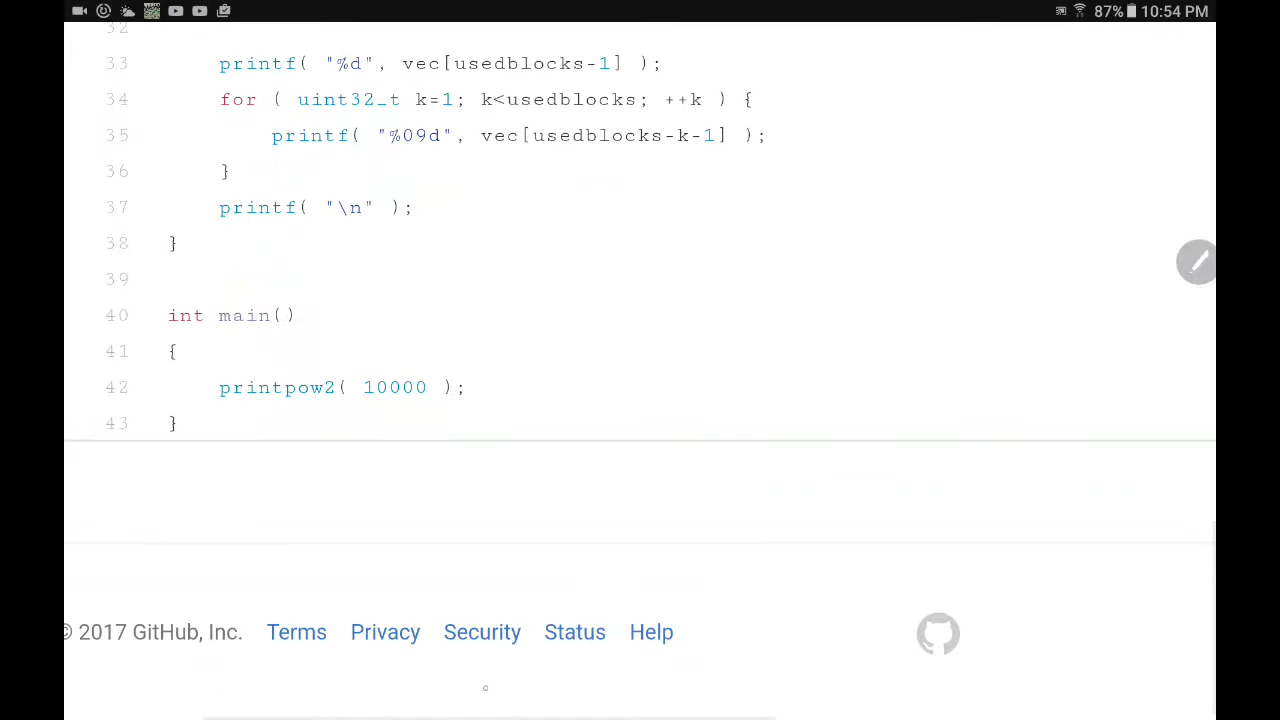 87% 10:54 PM
32
33 printf( "%d", vec[usedblocks-1] );
34 for ( uint32_t k=1; k<usedblocks; ++k ) {
35 printf( "%09d", vec[usedblocks-k-1] );
36 }
37 printf( "\n" );
38 }
39
40 int main()
41 {
42 printpow2( 10000 );
43 }
© 2017 GitHub, Inc. Terms Privacy Security Status Help